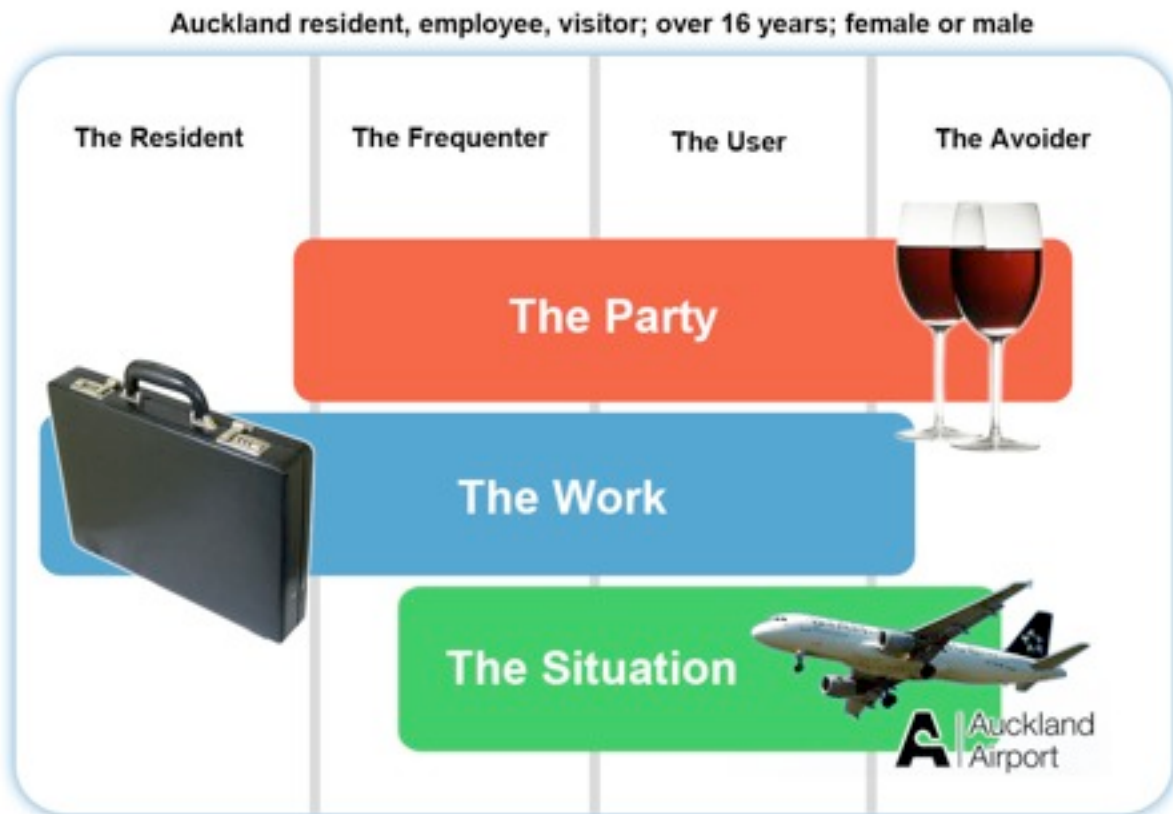 Auckland resident, employee, visitor; over 16 years; female or male
The Resident
The Frequenter
The User
The Avoider
The Party
The Work
The Situation
Auckland
Airport